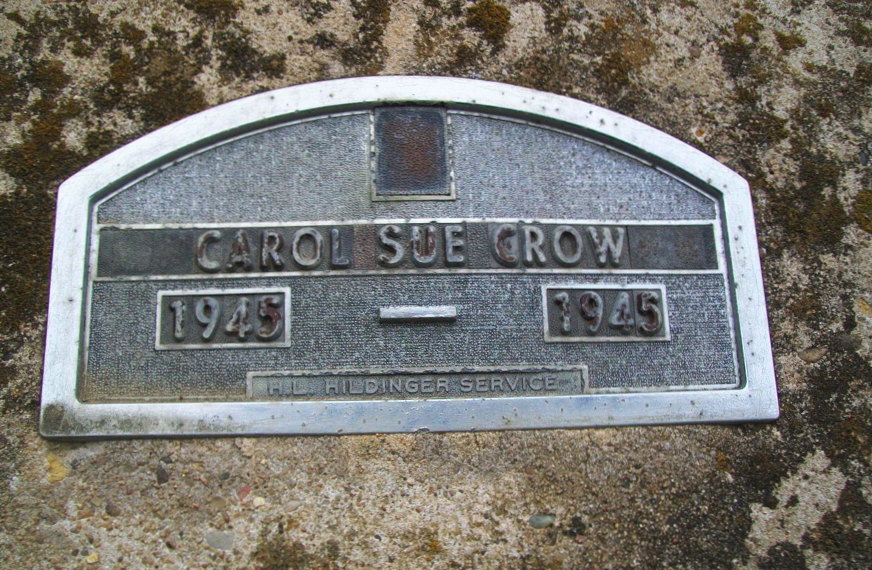 CAROL SUE CROW
1945 — 1945
H.L. HILDINGER SERVICE